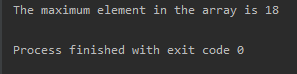 The maximum element in the array is 18
Process finished with exit code 0